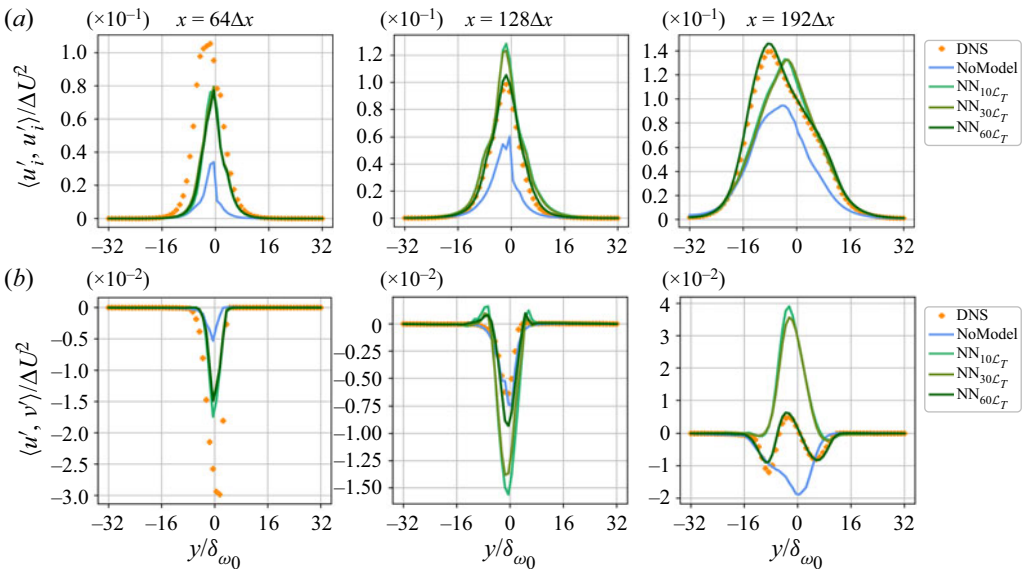 (a) (×10⁻¹) x = 64Δx (×10⁻¹) x = 128Δx (×10⁻¹) x = 192Δx
⟨u′ᵢ, u′ᵢ⟩/ΔU²
1.0
0.8
0.6
0.4
0.2
0
−32 −16 0 16 32
1.2
1.0
0.8
0.6
0.4
0.2
0
−32 −16 0 16 32
1.4
1.2
1.0
0.8
0.6
0.4
0.2
0
−32 −16 0 16 32
DNS
NoModel
NN₁₀ℒ_T
NN₃₀ℒ_T
NN₆₀ℒ_T
(b) (×10⁻²) (×10⁻²) (×10⁻²)
⟨u′, v′⟩/ΔU²
0
−0.5
−1.0
−1.5
−2.0
−2.5
−3.0
−32 −16 0 16 32
y/δ_ω₀
0
−0.25
−0.50
−0.75
−1.00
−1.25
−1.50
−32 −16 0 16 32
y/δ_ω₀
4
3
2
1
0
−1
−2
−32 −16 0 16 32
y/δ_ω₀
DNS
NoModel
NN₁₀ℒ_T
NN₃₀ℒ_T
NN₆₀ℒ_T